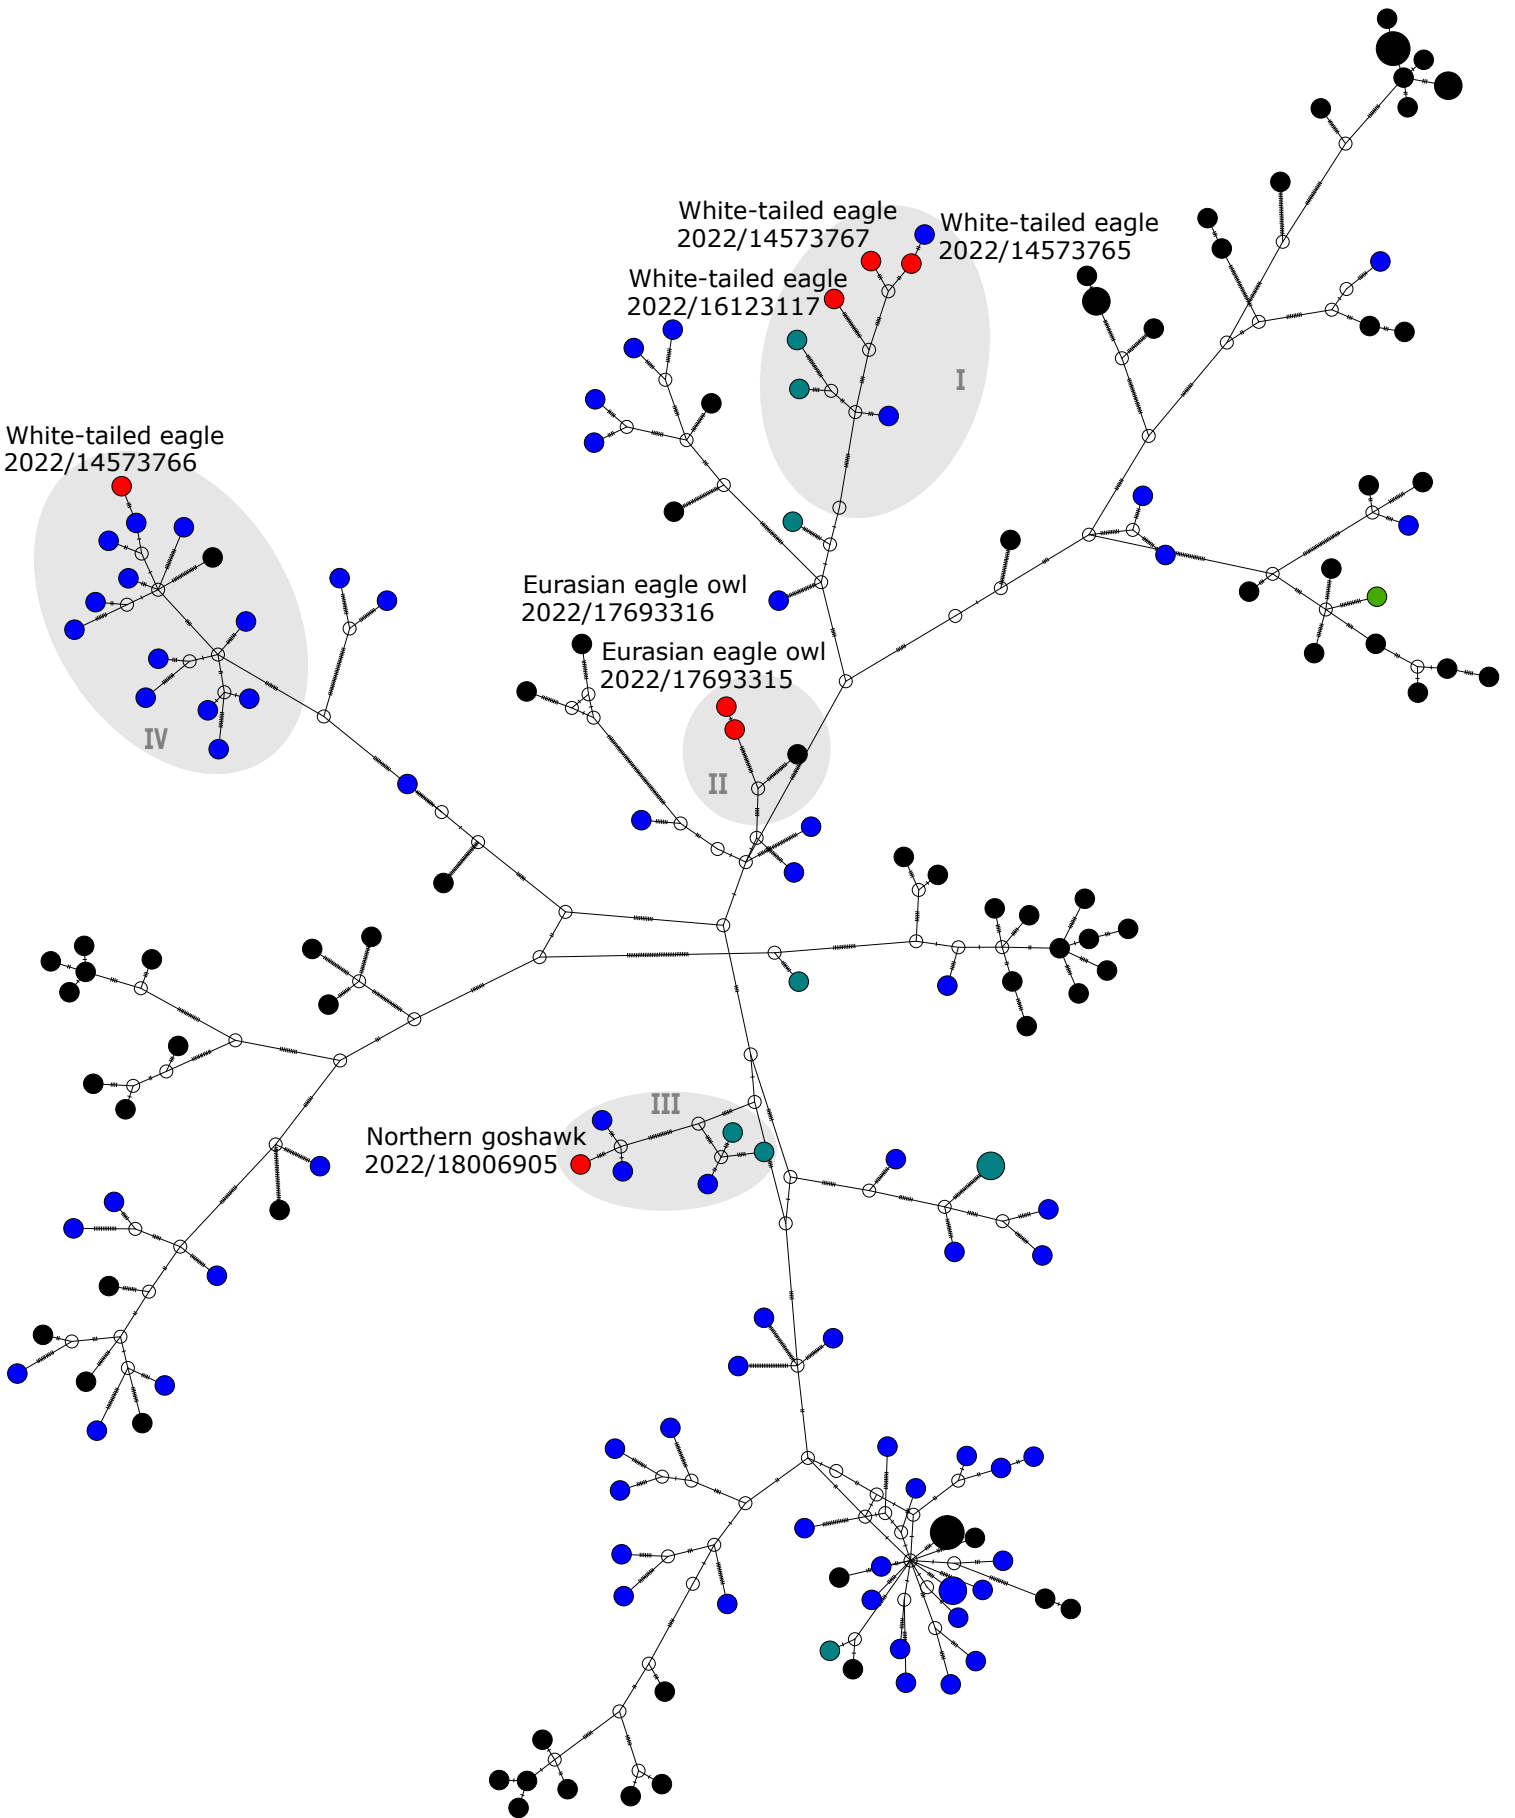 White-tailed eagle
2022/14573767
White-tailed eagle
2022/14573765
White-tailed eagle
2022/16123117
I
White-tailed eagle
2022/14573766
IV
Eurasian eagle owl
2022/17693316
Eurasian eagle owl
2022/17693315
II
III
Northern goshawk
2022/18006905